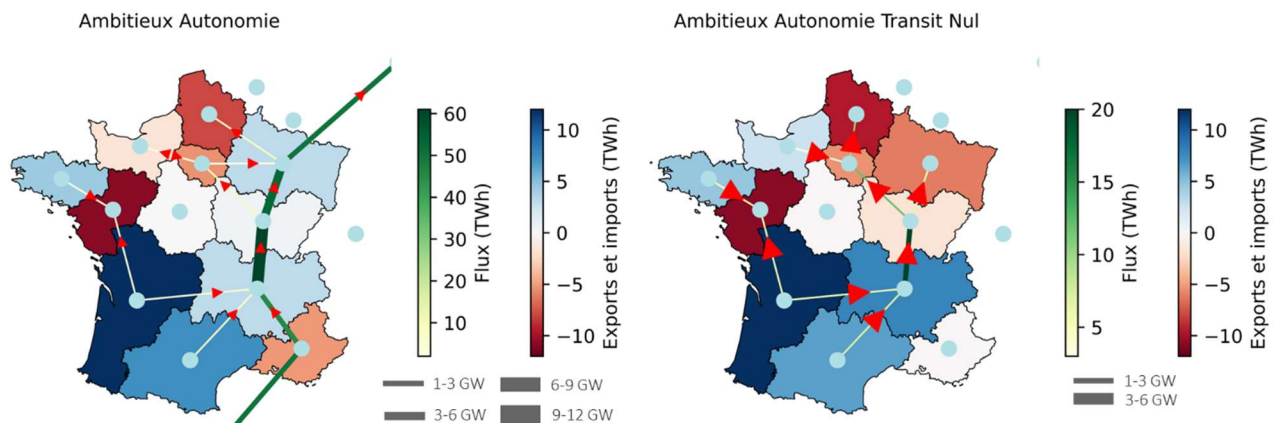 Ambitieux Autonomie
60
50
40
30
20
10
Flux (TWh)
10
5
0
−5
−10
Exports et imports (TWh)
1-3 GW
6-9 GW
3-6 GW
9-12 GW
Ambitieux Autonomie Transit Nul
20
15
10
5
Flux (TWh)
10
5
0
−5
−10
Exports et imports (TWh)
1-3 GW
3-6 GW